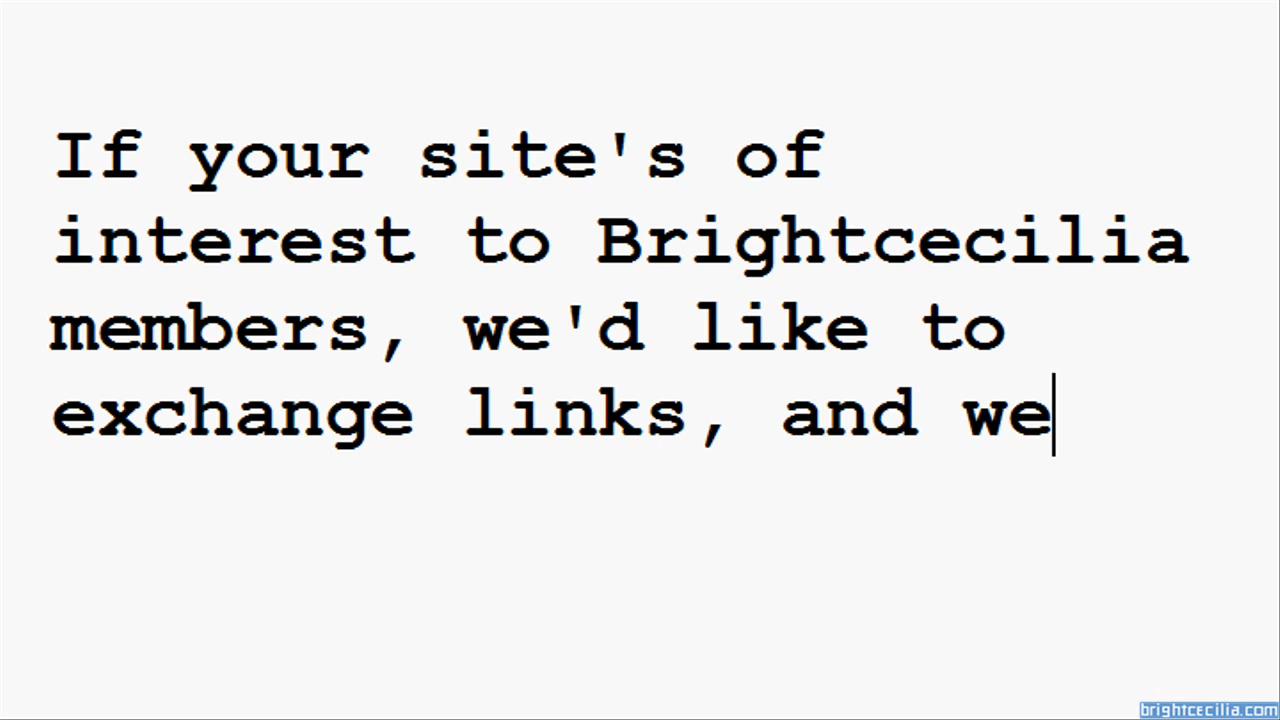 If your site's of
interest to Brightcecilia
members, we'd like to
exchange links, and we
brightcecilia.com